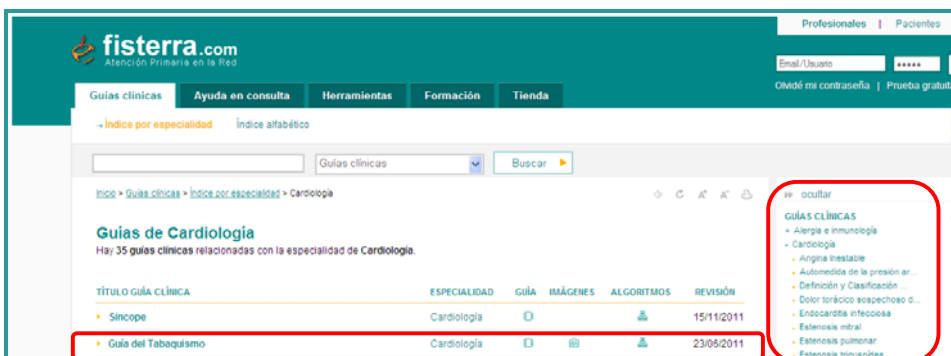 Profesionales | Pacientes
fisterra.com
Atención Primaria en la Red
Email/Usuario
Olvidé mi contraseña | Prueba gratuita
Guías clínicas Ayuda en consulta Herramientas Formación Tienda
Índice por especialidad Índice alfabético
Guías clínicas Buscar
Inicio > Guías clínicas > Índice por especialidad > Cardiología
ocultar
Guías de Cardiología
Hay 35 guías clínicas relacionadas con la especialidad de Cardiología.
TÍTULO GUÍA CLÍNICA ESPECIALIDAD GUÍA IMÁGENES ALGORITMOS REVISIÓN
Síncope Cardiología 15/11/2011
Guía del Tabaquismo Cardiología 23/05/2011
GUÍAS CLÍNICAS
+ Alergia e inmunología
- Cardiología
Angina Inestable
Automedida de la presión ar...
Definición y Clasificación ...
Dolor torácico sospechoso d...
Endocarditis infecciosa
Estenosis mitral
Estenosis pulmonar
Estenosis tricuspídea